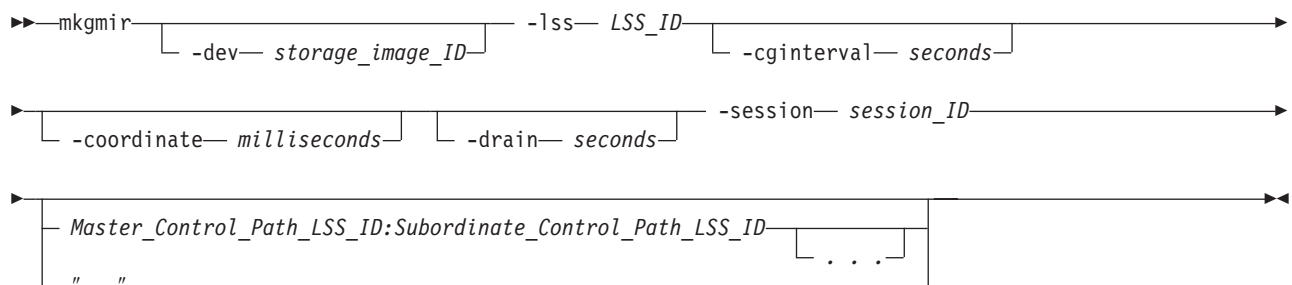 mkgmir -dev storage_image_ID -lss LSS_ID -cginterval seconds
-coordinate milliseconds -drain seconds -session session_ID
Master_Control_Path_LSS_ID:Subordinate_Control_Path_LSS_ID . . .
" "